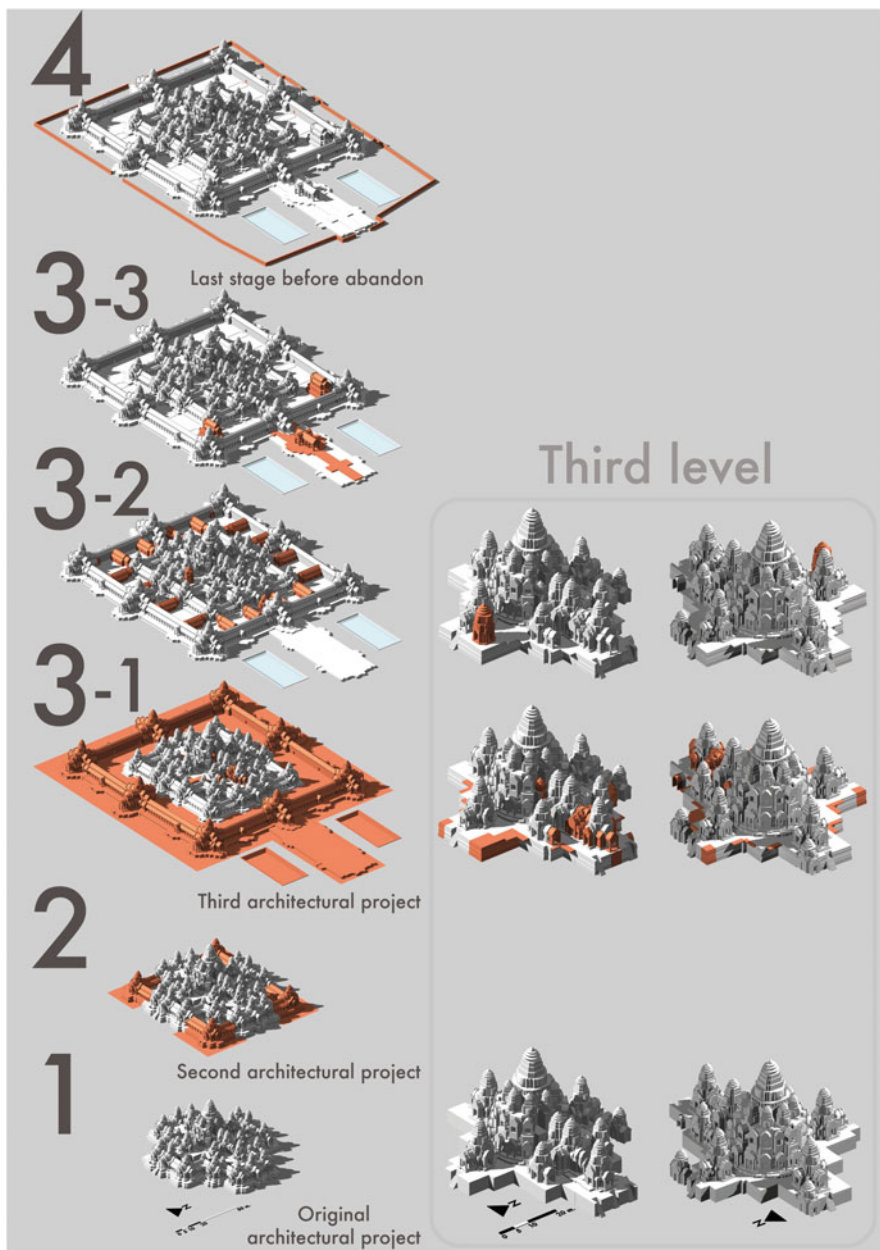 4
Last stage before abandon
3-3
3-2
Third level
3-1
Third architectural project
2
Second architectural project
1
Original
architectural project
N
N
N